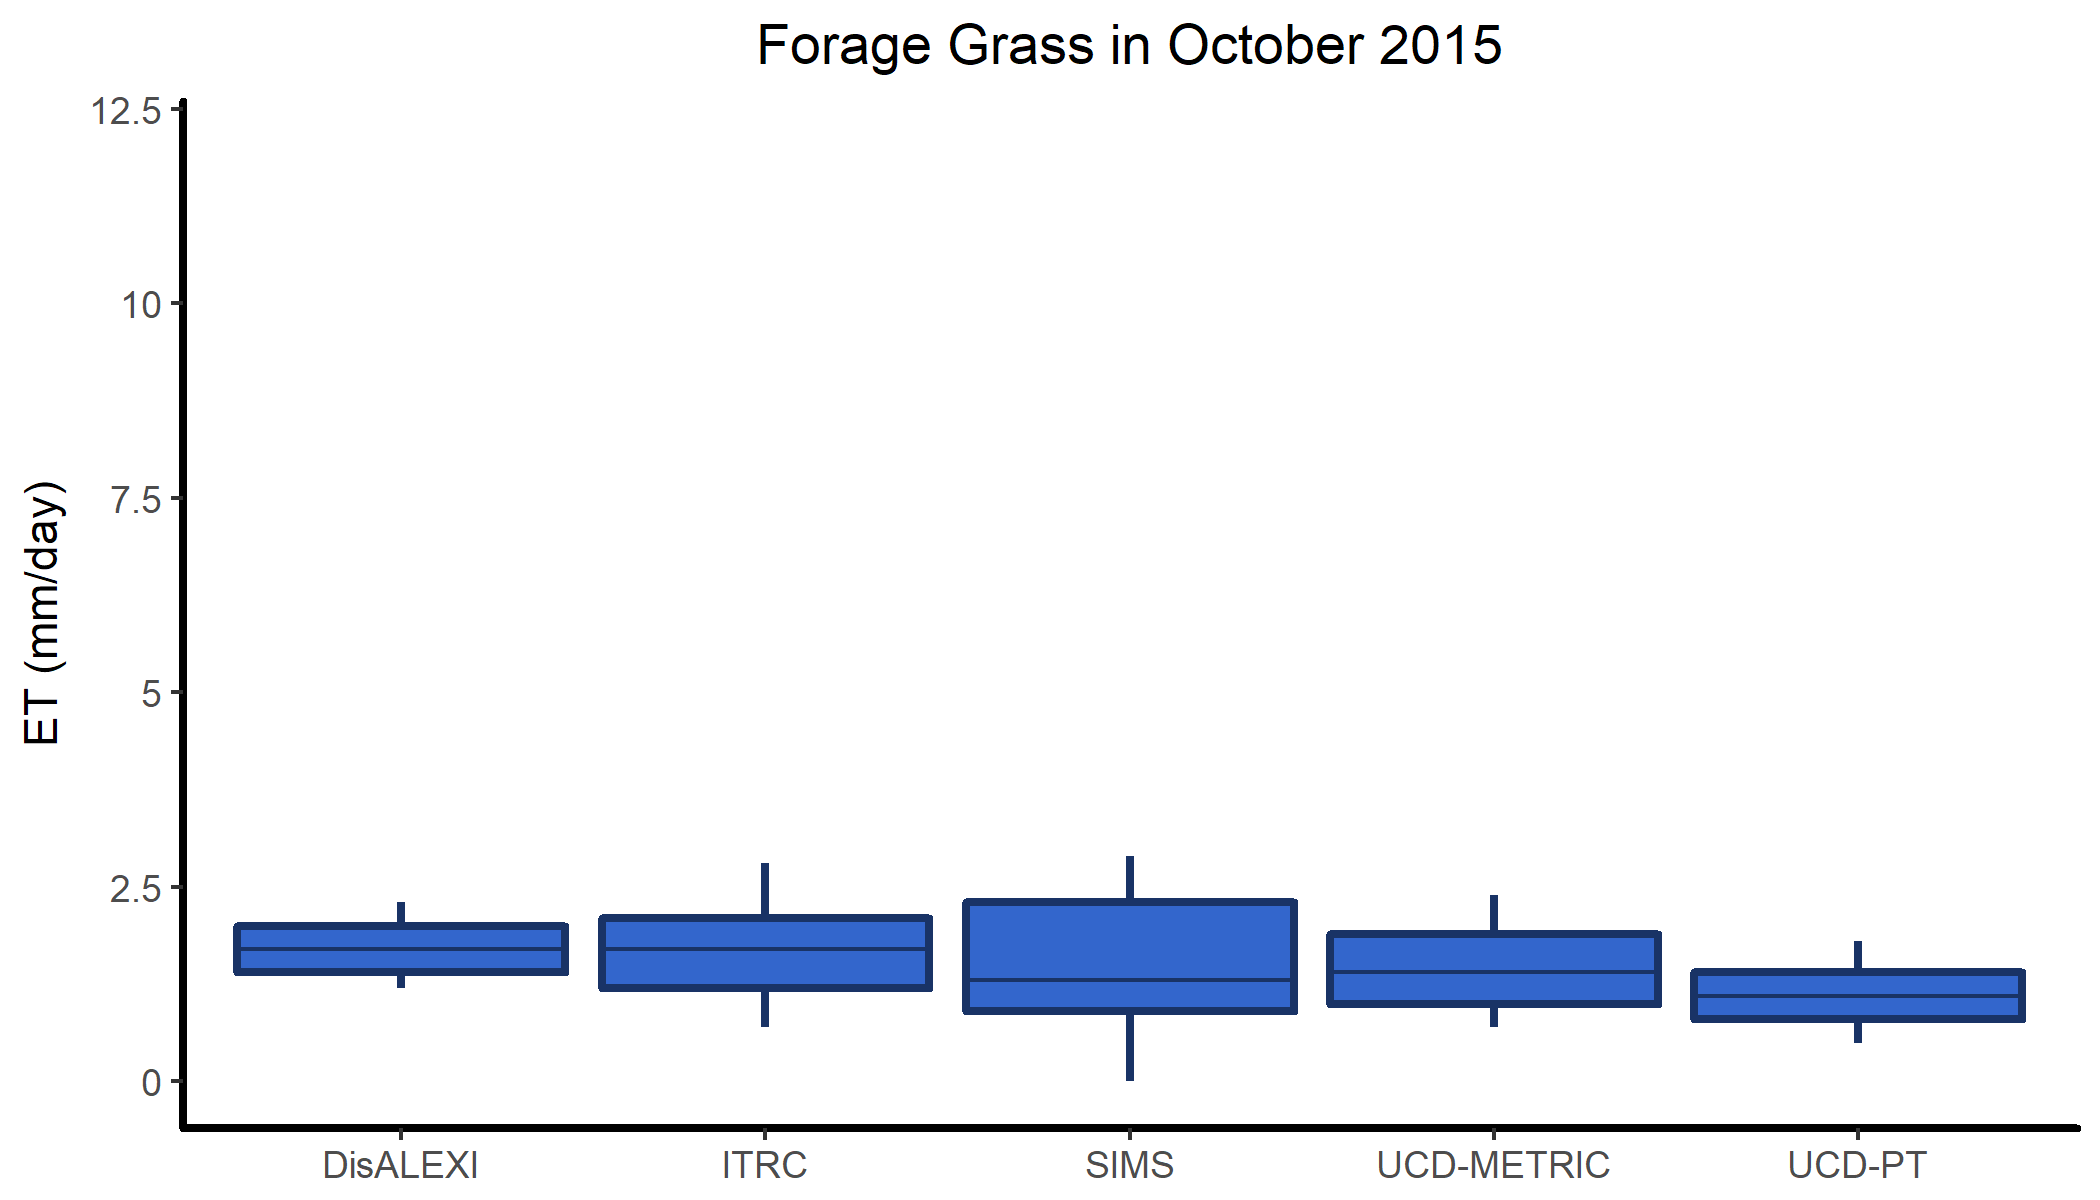 Forage Grass in October 2015
12.5
10
7.5
5
2.5
0
ET (mm/day)
DisALEXI
ITRC
SIMS
UCD-METRIC
UCD-PT